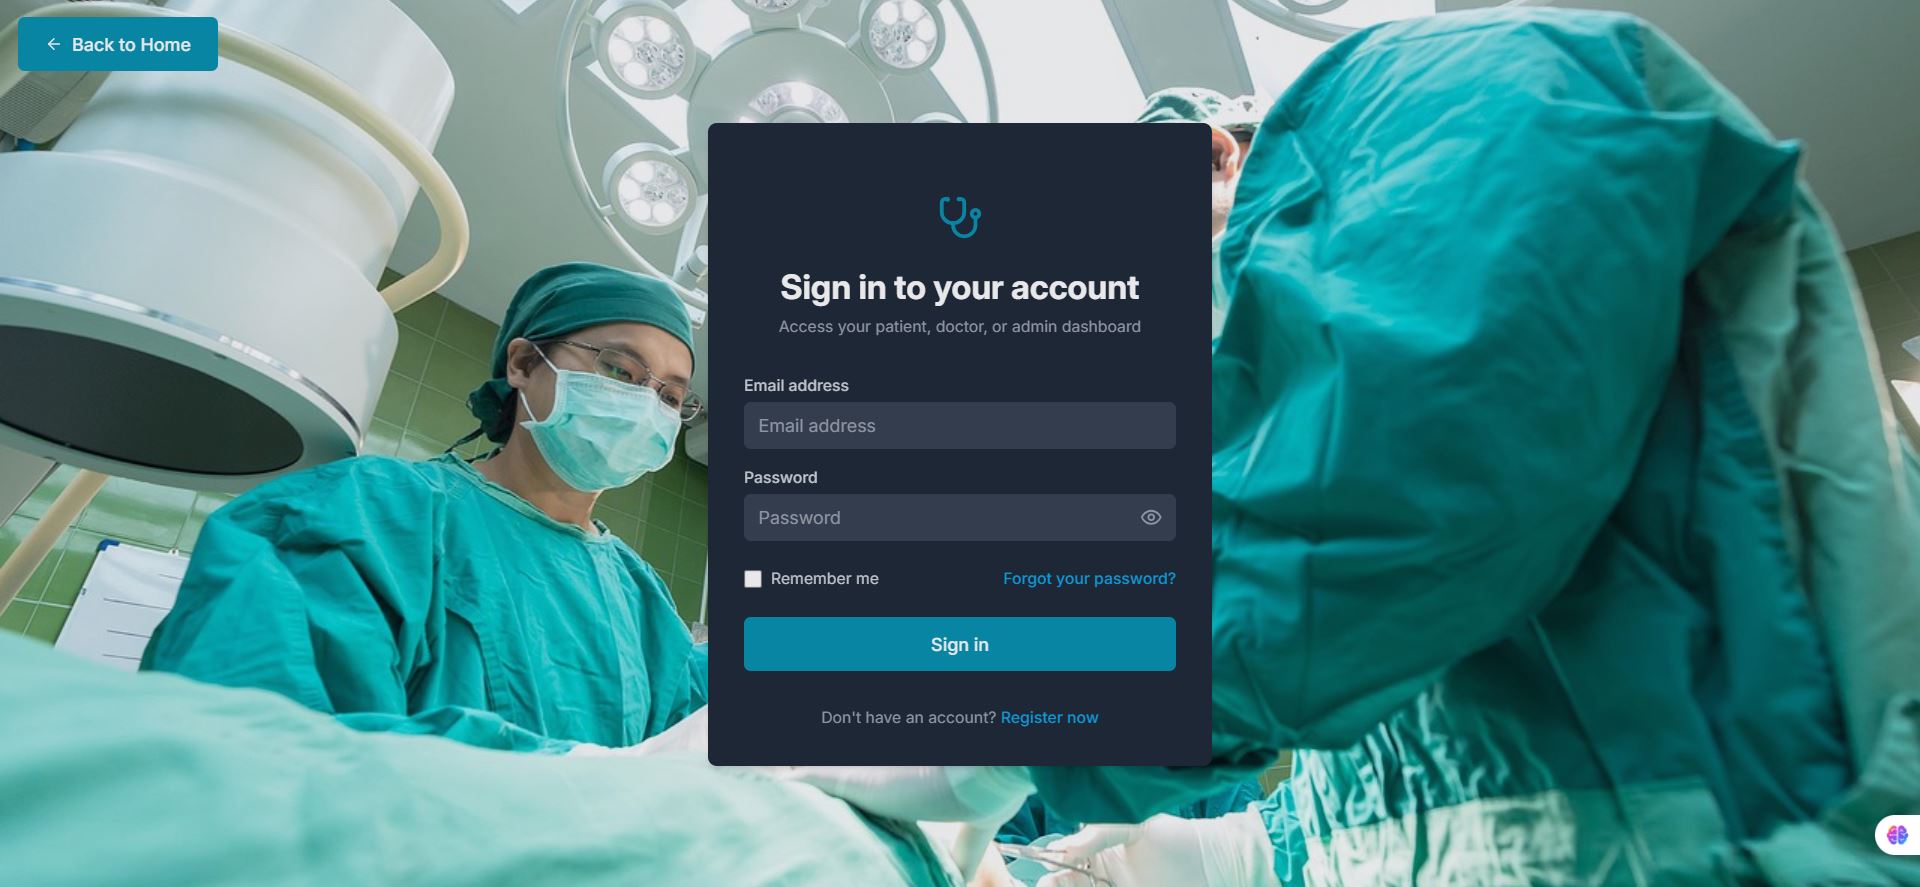 Back to Home
Sign in to your account
Access your patient, doctor, or admin dashboard
Email address
Email address
Password
Password
Remember me
Forgot your password?
Sign in
Don't have an account? Register now